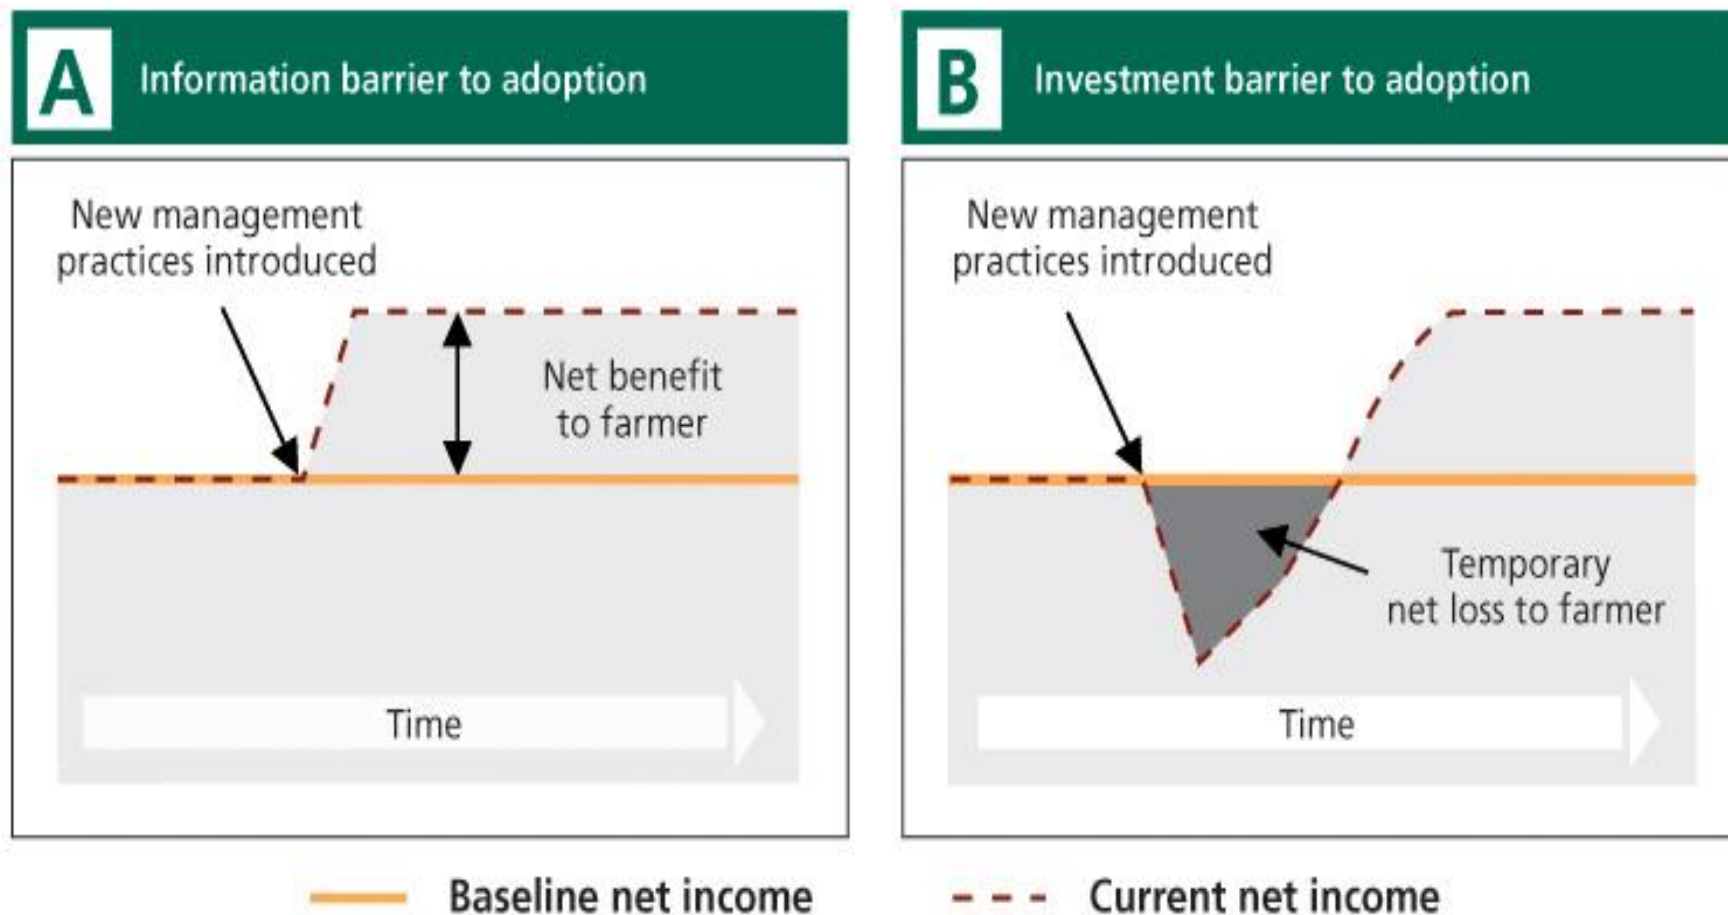 A
Information barrier to adoption
New management
practices introduced
Net benefit
to farmer
Time
B
Investment barrier to adoption
New management
practices introduced
Temporary
net loss to farmer
Time
Baseline net income
Current net income